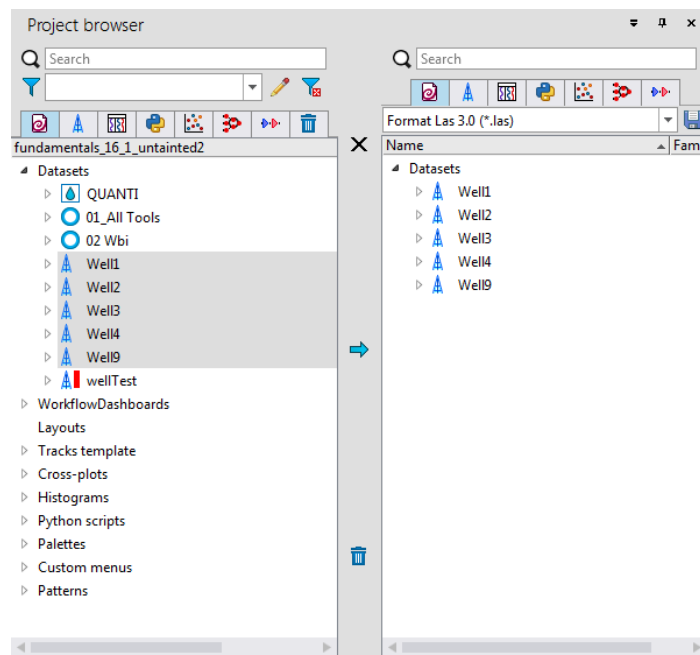 Project browser
Search
Search
fundamentals_16_1_untainted2
Datasets
QUANTI
01_All Tools
02 Wbi
Well1
Well2
Well3
Well4
Well9
wellTest
WorkflowDashboards
Layouts
Tracks template
Cross-plots
Histograms
Python scripts
Palettes
Custom menus
Patterns
Format Las 3.0 (*.las)
Name Fam
Datasets
Well1
Well2
Well3
Well4
Well9